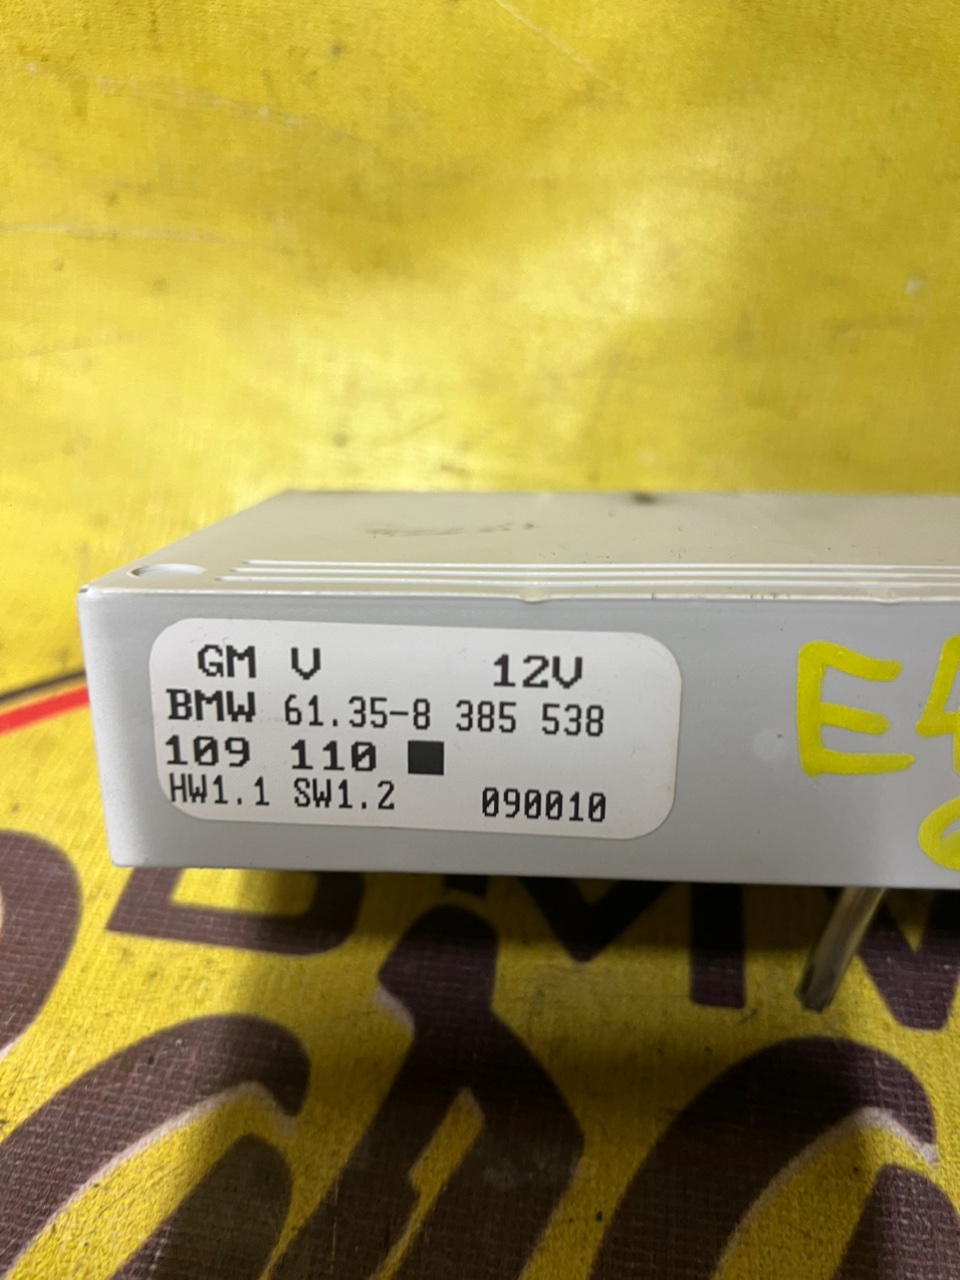 GM V 12V
BMW 61.35-8 385 538
109 110
HW1.1 SW1.2 090010